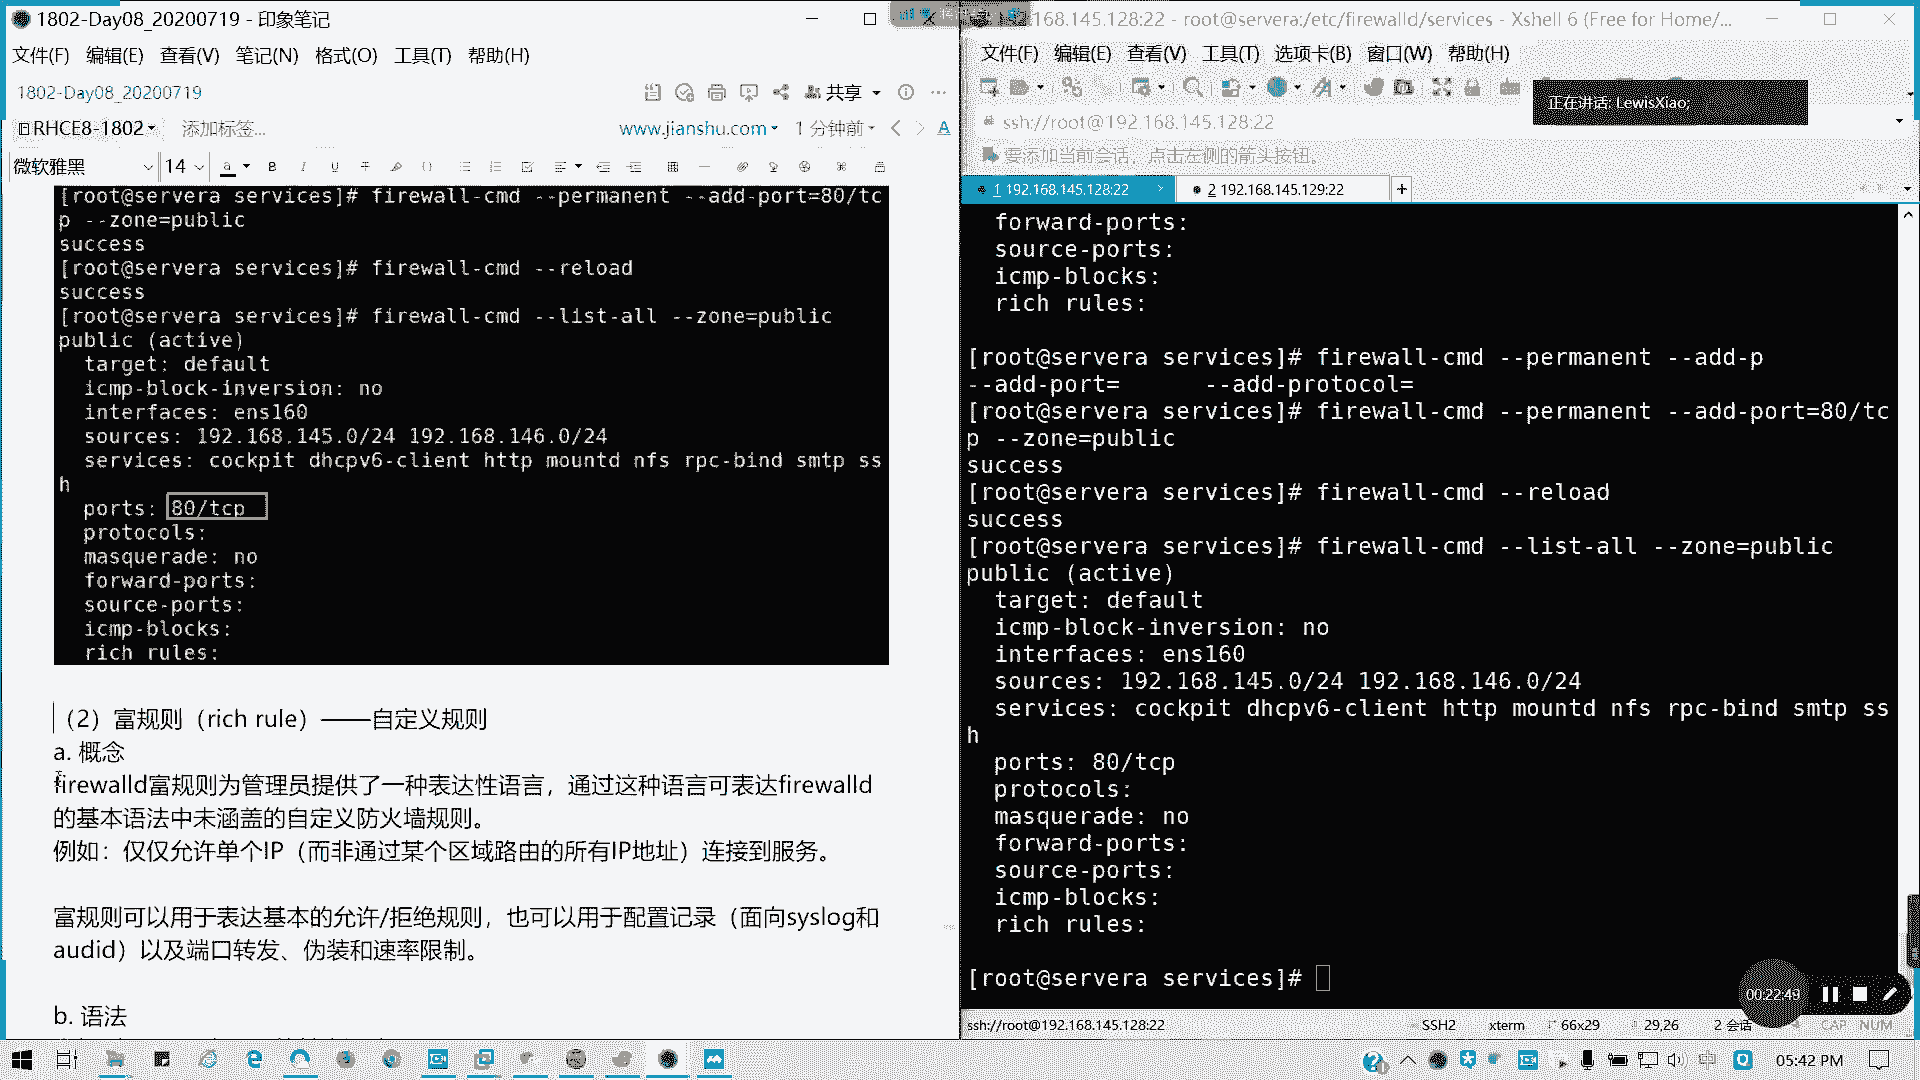 1802-Day08_20200719 - 印象笔记
文件(F) 编辑(E) 查看(V) 笔记(N) 格式(O) 工具(T) 帮助(H)
1802-Day08_20200719
共享
RHCE8-1802 添加标签...
www.jianshu.com 1 分钟前
微软雅黑 14
[root@servera services]# firewall-cmd --permanent --add-port=80/tc
p --zone=public
success
[root@servera services]# firewall-cmd --reload
success
[root@servera services]# firewall-cmd --list-all --zone=public
public (active)
target: default
icmp-block-inversion: no
interfaces: ens160
sources: 192.168.145.0/24 192.168.146.0/24
services: cockpit dhcpv6-client http mountd nfs rpc-bind smtp ss
h
ports: 80/tcp
protocols:
masquerade: no
forward-ports:
source-ports:
icmp-blocks:
rich rules:
（2）富规则（rich rule）——自定义规则
a. 概念
firewalld富规则为管理员提供了一种表达性语言，通过这种语言可表达firewalld
的基本语法中未涵盖的自定义防火墙规则。
例如：仅仅允许单个IP（而非通过某个区域路由的所有IP地址）连接到服务。
富规则可以用于表达基本的允许/拒绝规则，也可以用于配置记录（面向syslog和
audid）以及端口转发、伪装和速率限制。
b. 语法
192.168.145.128:22 - root@servera:/etc/firewalld/services - Xshell 6 (Free for Home/...
文件(F) 编辑(E) 查看(V) 工具(T) 选项卡(B) 窗口(W) 帮助(H)
正在讲话: LewisXiao;
ssh://root@192.168.145.128:22
要添加当前会话，点击左侧的箭头按钮。
1 192.168.145.128:22
2 192.168.145.129:22
forward-ports:
source-ports:
icmp-blocks:
rich rules:
[root@servera services]# firewall-cmd --permanent --add-p
--add-port= --add-protocol=
[root@servera services]# firewall-cmd --permanent --add-port=80/tc
p --zone=public
success
[root@servera services]# firewall-cmd --reload
success
[root@servera services]# firewall-cmd --list-all --zone=public
public (active)
target: default
icmp-block-inversion: no
interfaces: ens160
sources: 192.168.145.0/24 192.168.146.0/24
services: cockpit dhcpv6-client http mountd nfs rpc-bind smtp ss
h
ports: 80/tcp
protocols:
masquerade: no
forward-ports:
source-ports:
icmp-blocks:
rich rules:
[root@servera services]#
00:22:49
ssh://root@192.168.145.128:22 SSH2 xterm 66x29 29,26 2 会话 CAP NUM
05:42 PM